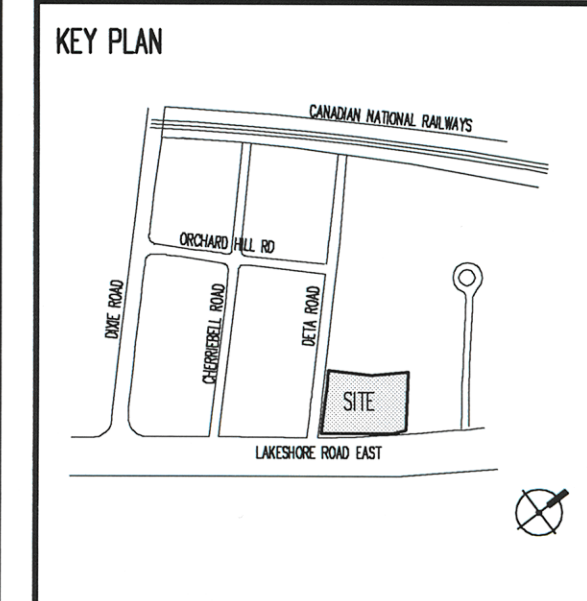 KEY PLAN
CANADIAN NATIONAL RAILWAYS
ORCHARD HILL RD
DIXIE ROAD
CHERRIEBELL ROAD
DETA ROAD
SITE
LAKESHORE ROAD EAST